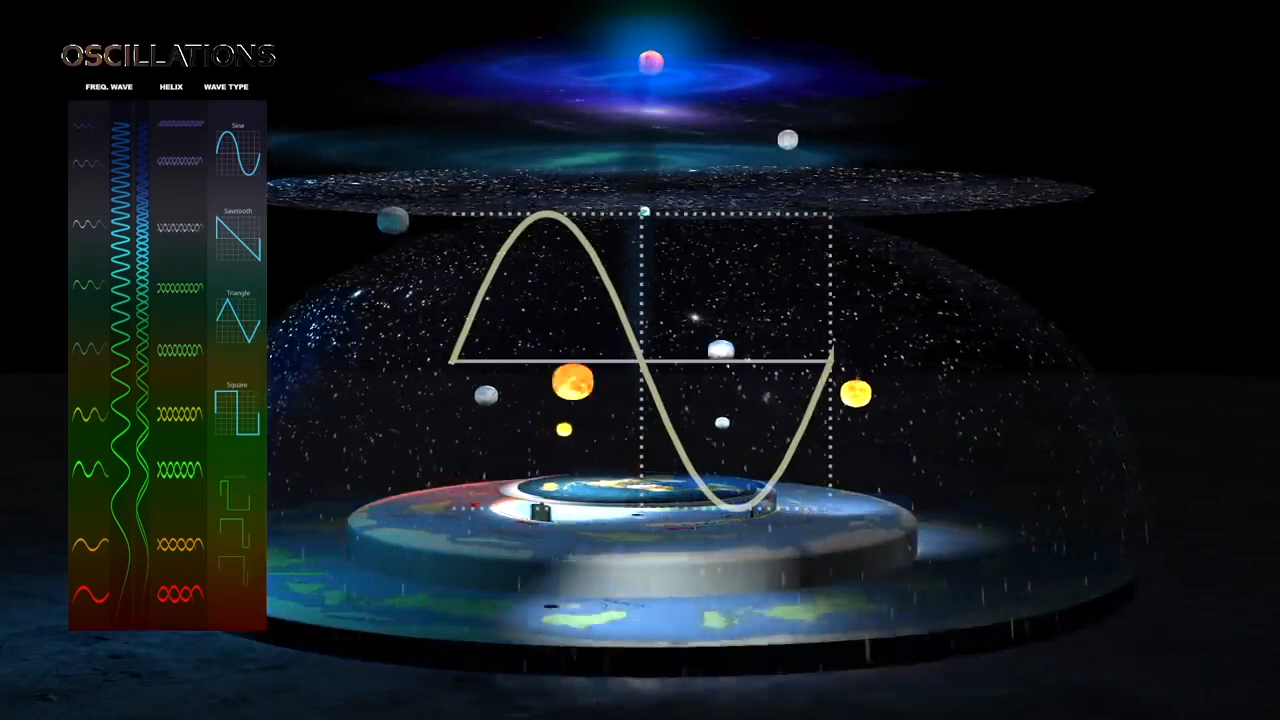 OSCILLATIONS
FREQ. WAVE HELIX WAVE TYPE
Sine
Sawtooth
Triangle
Square